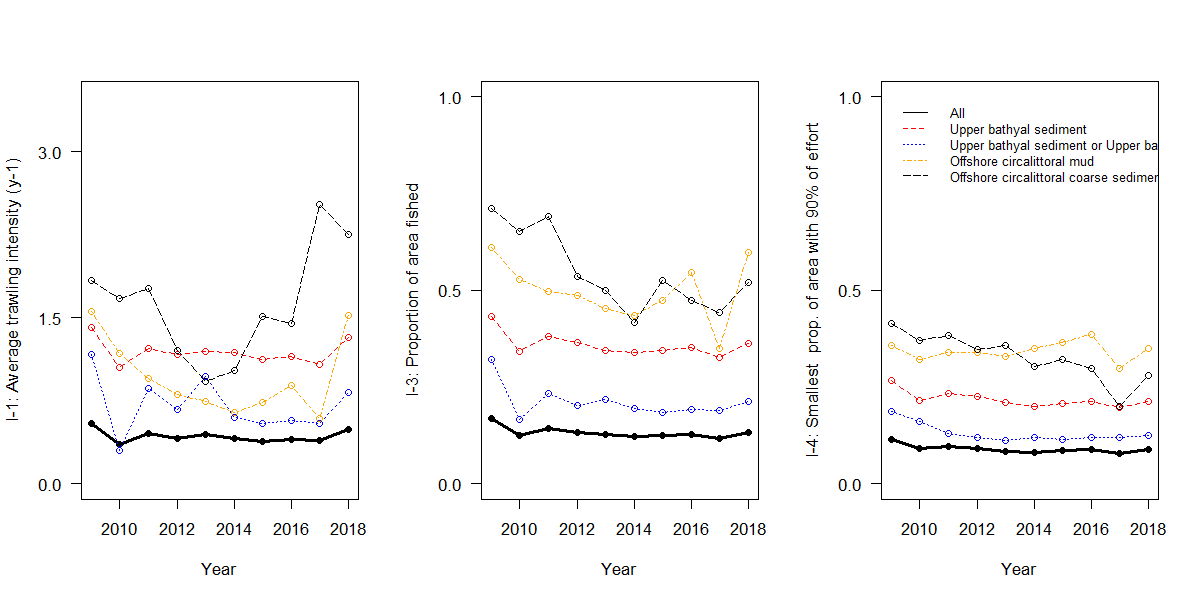 I-1: Average trawling intensity (y-1)
3.0
1.5
0.0
2010 2012 2014 2016 2018
Year
I-3: Proportion of area fished
1.0
0.5
0.0
2010 2012 2014 2016 2018
Year
I-4: Smallest prop. of area with 90% of effort
1.0
0.5
0.0
2010 2012 2014 2016 2018
Year
All
Upper bathyal sediment
Upper bathyal sediment or Upper ba
Offshore circalittoral mud
Offshore circalittoral coarse sedimer